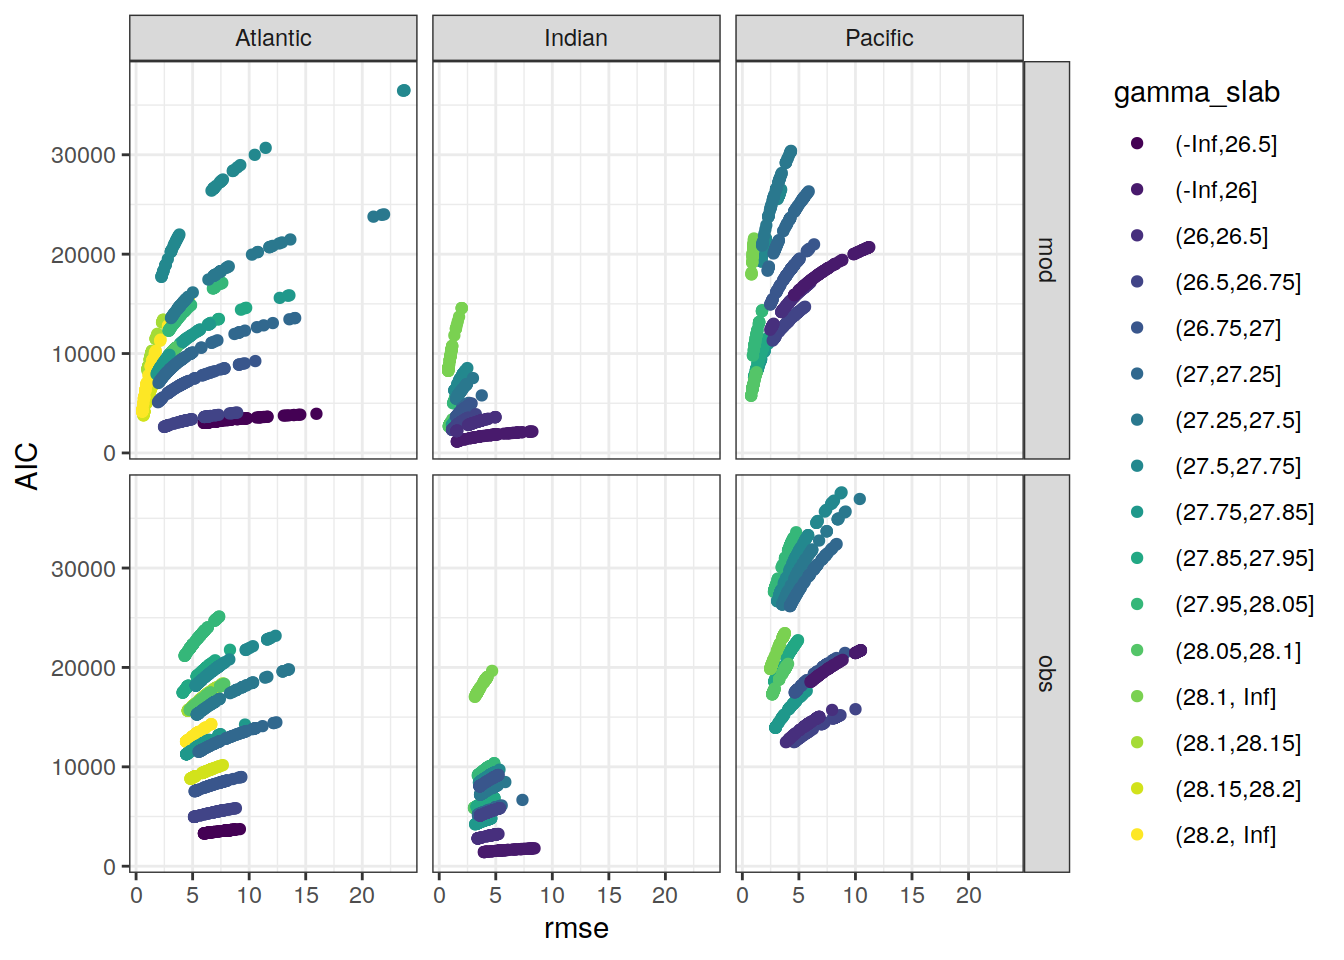 Atlantic Indian Pacific
gamma_slab
(-Inf,26.5]
(-Inf,26]
(26,26.5]
(26.5,26.75]
(26.75,27]
(27,27.25]
(27.25,27.5]
(27.5,27.75]
(27.75,27.85]
(27.85,27.95]
(27.95,28.05]
(28.05,28.1]
(28.1, Inf]
(28.1,28.15]
(28.15,28.2]
(28.2, Inf]
mod
obs
AIC
30000
20000
10000
0
30000
20000
10000
0
0 5 10 15 20 0 5 10 15 20 0 5 10 15 20
rmse